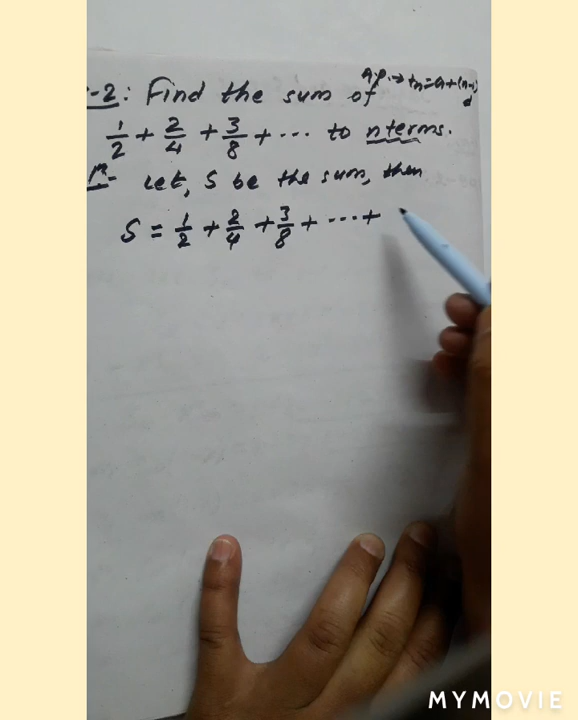 -2: Find the sum of
A.P. → tn = a + (n-1)d
1/2 + 2/4 + 3/8 + ... to n terms.
Let, S be the sum, then
S = 1/2 + 2/4 + 3/8 + ... +
MYMOVIE